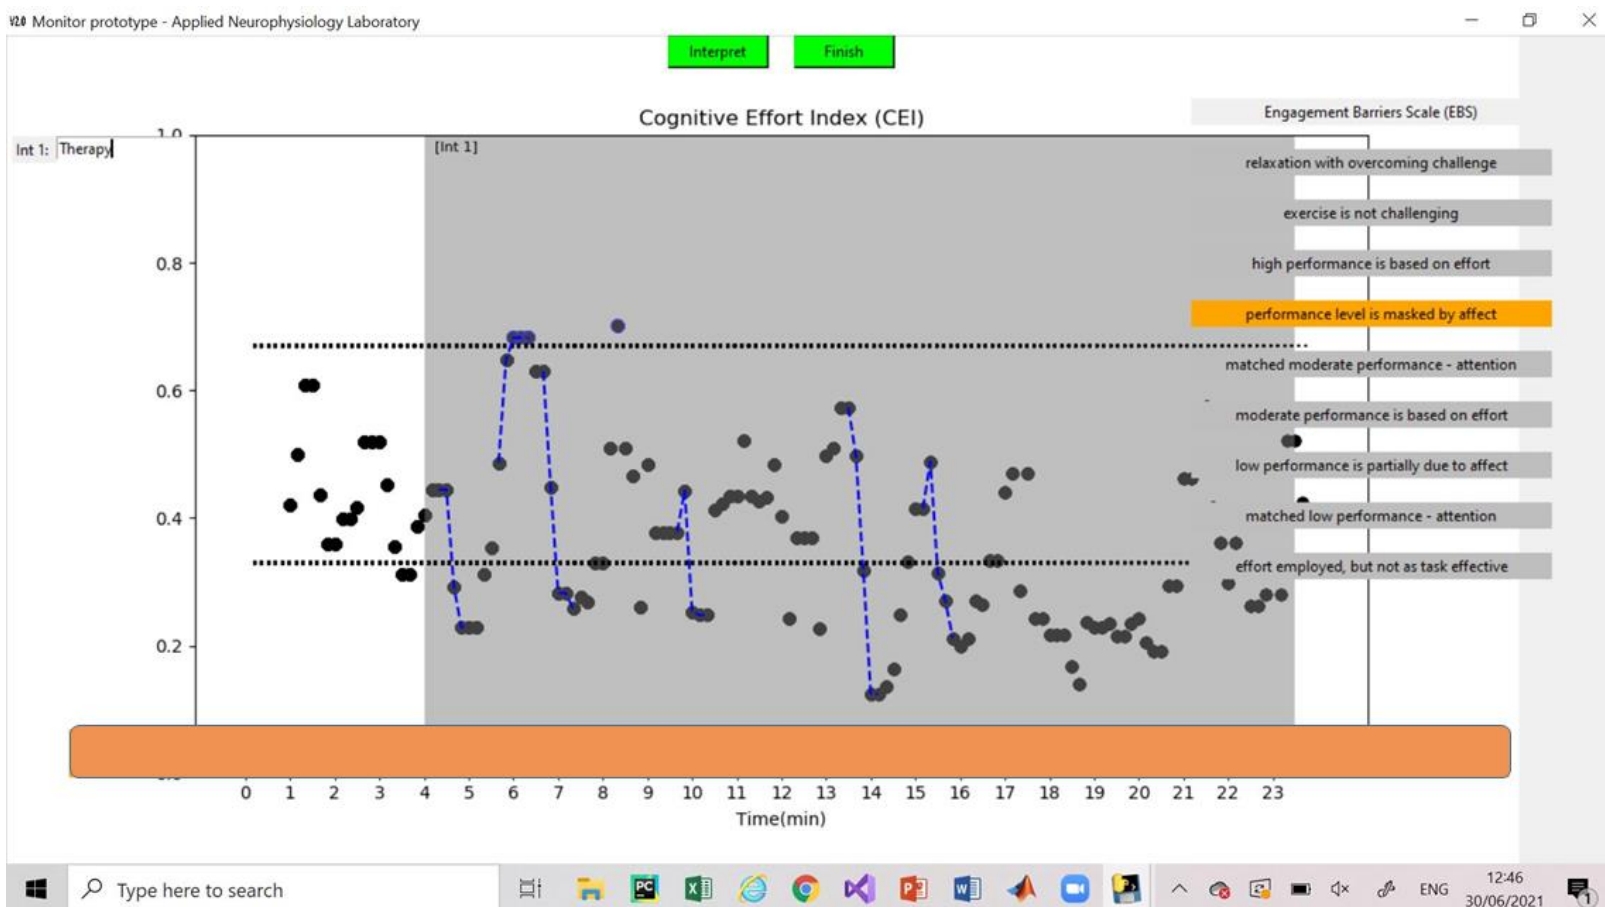 V2.0 Monitor prototype - Applied Neurophysiology Laboratory
Interpret
Finish
Cognitive Effort Index (CEI)
Engagement Barriers Scale (EBS)
Int 1: Therapy
[Int 1]
relaxation with overcoming challenge
exercise is not challenging
high performance is based on effort
performance level is masked by affect
matched moderate performance - attention
moderate performance is based on effort
low performance is partially due to affect
matched low performance - attention
effort employed, but not as task effective
1.0
0.8
0.6
0.4
0.2
0 1 2 3 4 5 6 7 8 9 10 11 12 13 14 15 16 17 18 19 20 21 22 23
Time(min)
Type here to search
PC
ENG
12:46
30/06/2021
1